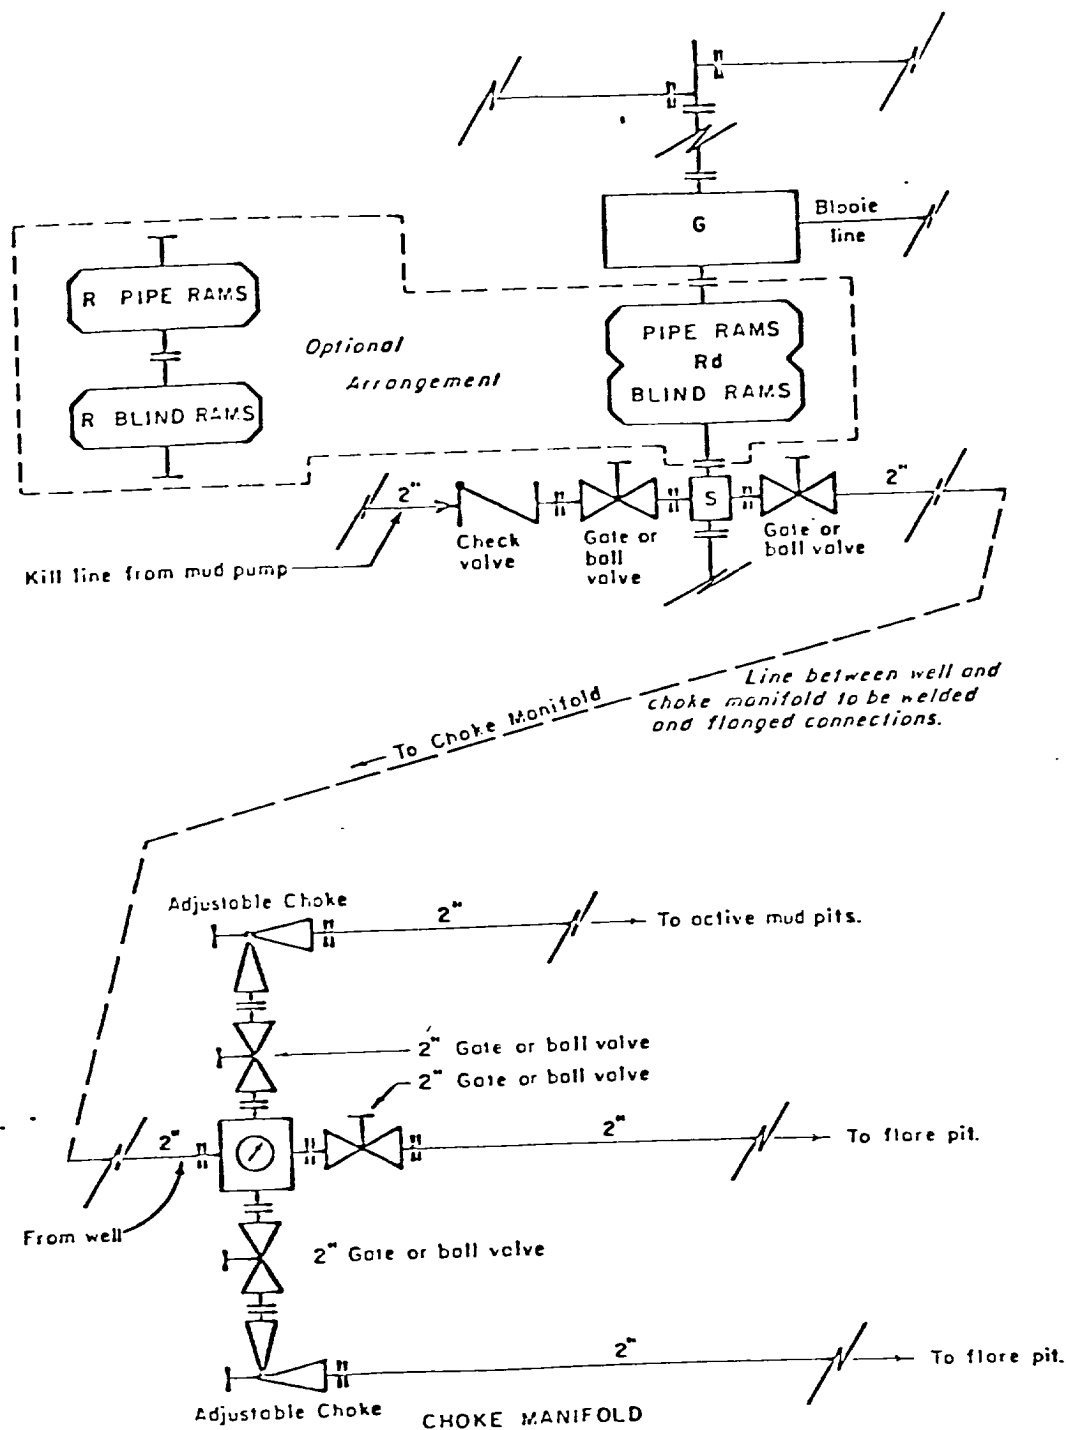 G
Blooie
line
R PIPE RAMS
R BLIND RAMS
Optional
Arrangement
PIPE RAMS
Rd
BLIND RAMS
2"
S
2"
Check
valve
Gate or
ball
valve
Gate or
ball valve
Kill line from mud pump
Line between well and
choke manifold to be welded
and flanged connections.
To Choke Manifold
Adjustable Choke
2"
To active mud pits.
2" Gate or ball valve
2" Gate or ball valve
2"
2"
To flare pit.
From well
2" Gate or ball valve
2"
To flare pit.
Adjustable Choke
CHOKE MANIFOLD